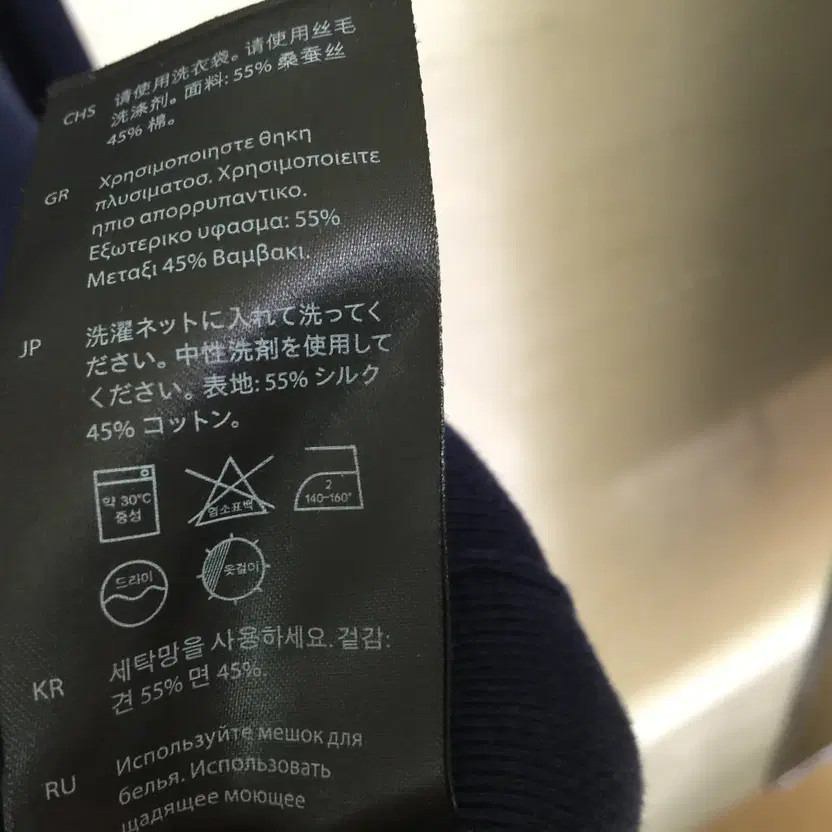 CHS 请使用洗衣袋。请使用丝毛
洗涤剂。面料: 55% 桑蚕丝
45% 棉。
GR Χρησιμοποιηστε θηκη
πλυσιματοσ. Χρησιμοποιειτε
ηπιο απορρυπαντικο.
Εξωτερικο υφασμα: 55%
Μεταξι 45% Βαμβακι.
JP 洗濯ネットに入れて洗ってく
ださい。中性洗剤を使用して
ください。表地: 55% シルク
45% コットン。
약 30°C
중성
염소표백
2
140-160°
드라이
옷걸이
KR 세탁망을 사용하세요. 겉감:
견 55% 면 45%.
RU Используйте мешок для
белья. Использовать
щадящее моющее